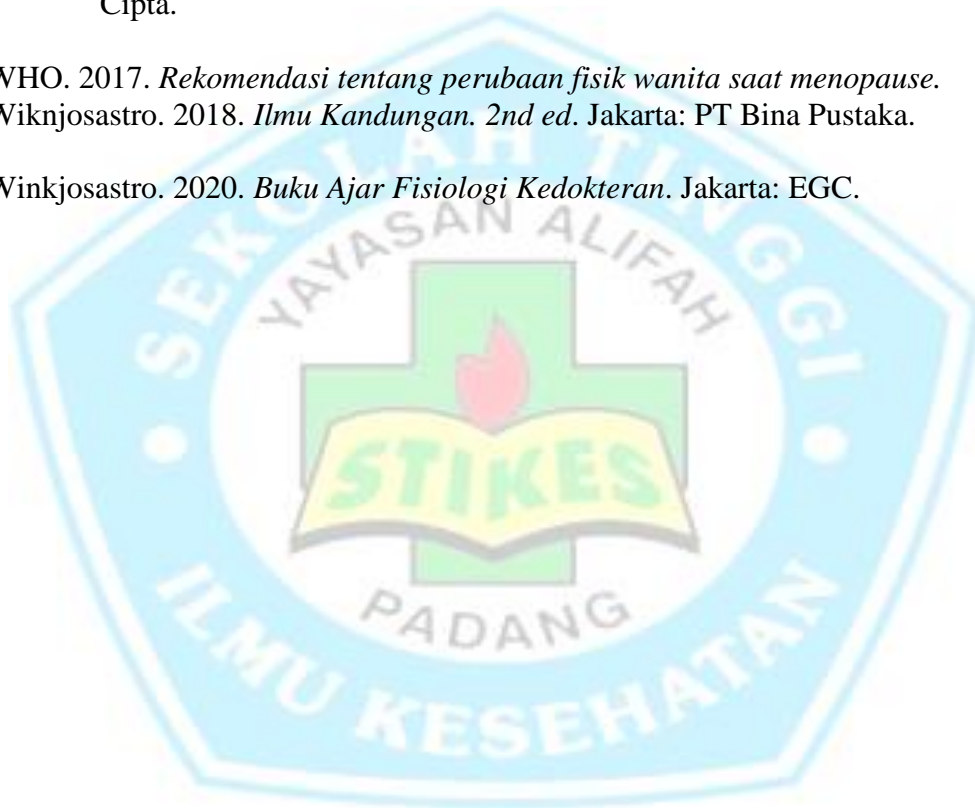 Cipta.
WHO. 2017. Rekomendasi tentang perubaan fisik wanita saat menopause.
Wiknjosastro. 2018. Ilmu Kandungan. 2nd ed. Jakarta: PT Bina Pustaka.
Winkjosastro. 2020. Buku Ajar Fisiologi Kedokteran. Jakarta: EGC.
SEKOLAH TINGGI
YAYASAN ALIFAH
STIKES
PADANG
ILMU KESEHATAN